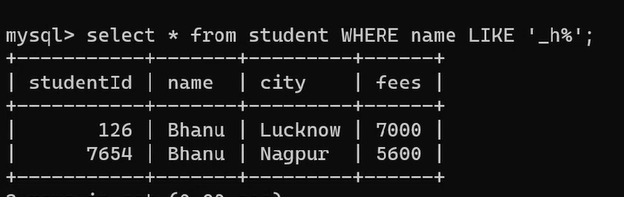 mysql> select * from student WHERE name LIKE '_h%';
+-----------+-------+---------+------+
| studentId | name  | city    | fees |
+-----------+-------+---------+------+
|       126 | Bhanu | Lucknow | 7000 |
|      7654 | Bhanu | Nagpur  | 5600 |
+-----------+-------+---------+------+